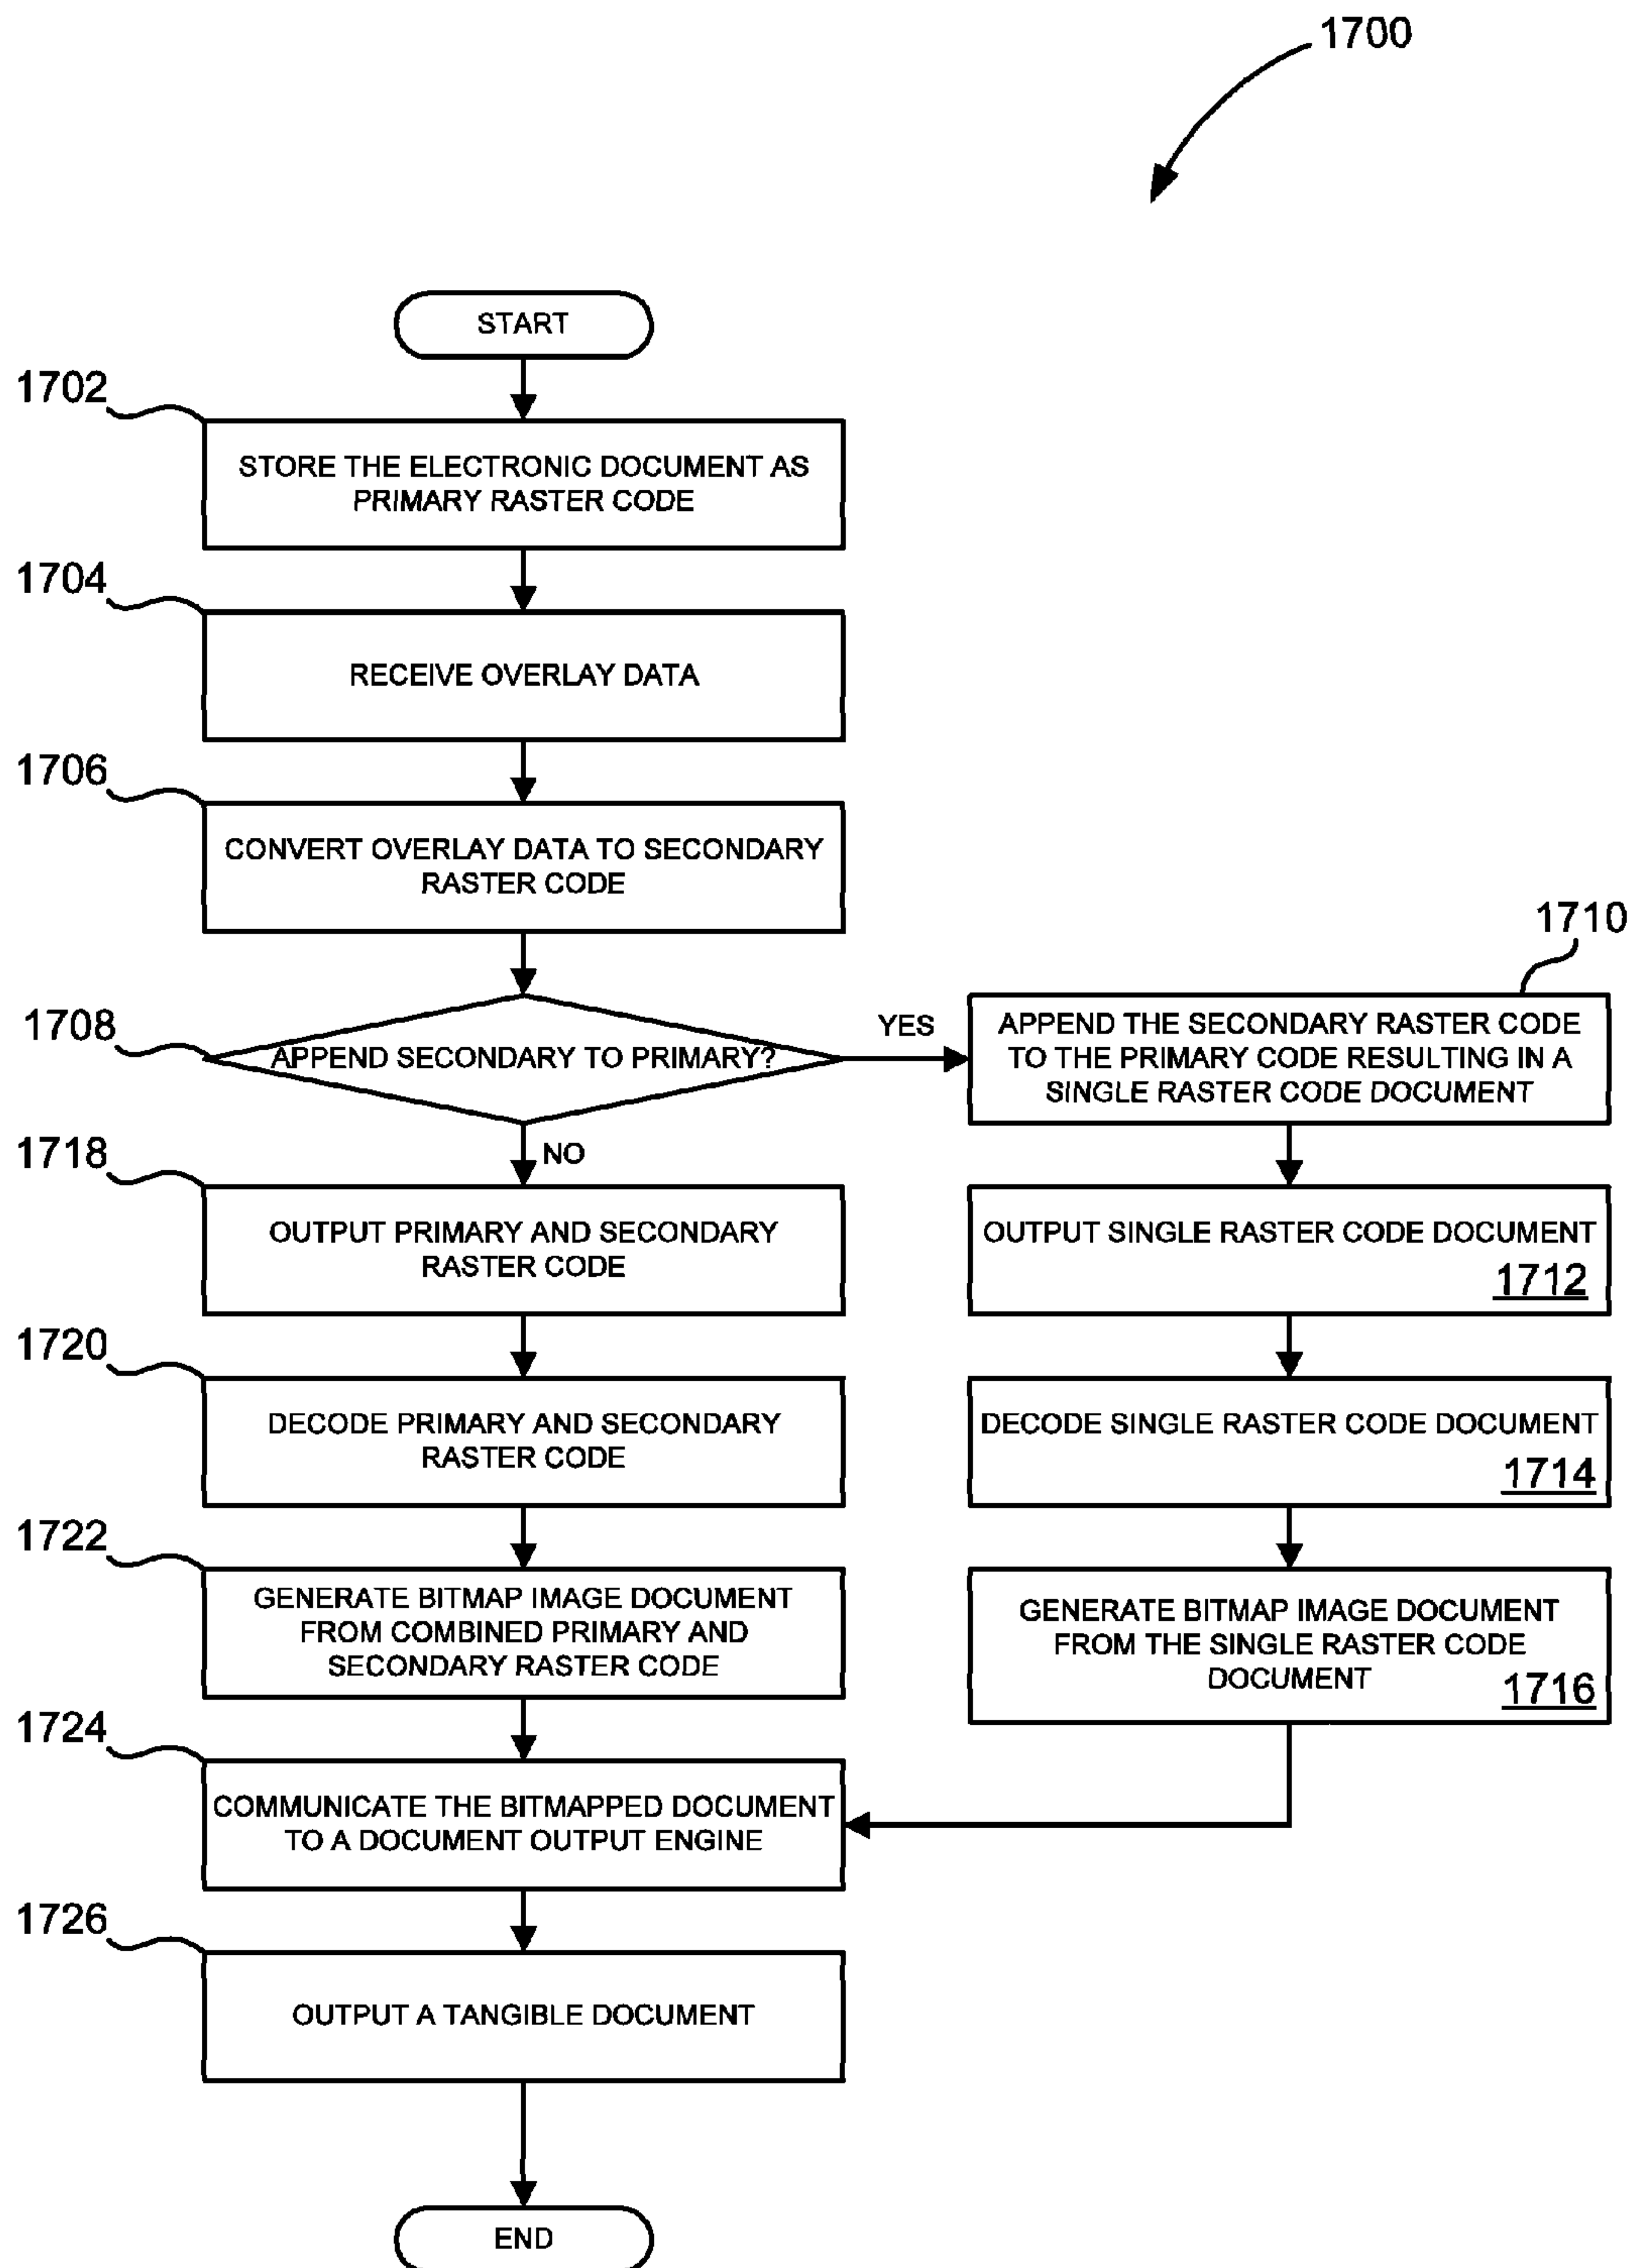 1700
START
1702
STORE THE ELECTRONIC DOCUMENT AS
PRIMARY RASTER CODE
1704
RECEIVE OVERLAY DATA
1706
CONVERT OVERLAY DATA TO SECONDARY
RASTER CODE
1708
APPEND SECONDARY TO PRIMARY?
YES
1710
APPEND THE SECONDARY RASTER CODE
TO THE PRIMARY CODE RESULTING IN A
SINGLE RASTER CODE DOCUMENT
NO
1718
OUTPUT PRIMARY AND SECONDARY
RASTER CODE
OUTPUT SINGLE RASTER CODE DOCUMENT
1712
1720
DECODE PRIMARY AND SECONDARY
RASTER CODE
DECODE SINGLE RASTER CODE DOCUMENT
1714
1722
GENERATE BITMAP IMAGE DOCUMENT
FROM COMBINED PRIMARY AND
SECONDARY RASTER CODE
GENERATE BITMAP IMAGE DOCUMENT
FROM THE SINGLE RASTER CODE
DOCUMENT
1716
1724
COMMUNICATE THE BITMAPPED DOCUMENT
TO A DOCUMENT OUTPUT ENGINE
1726
OUTPUT A TANGIBLE DOCUMENT
END